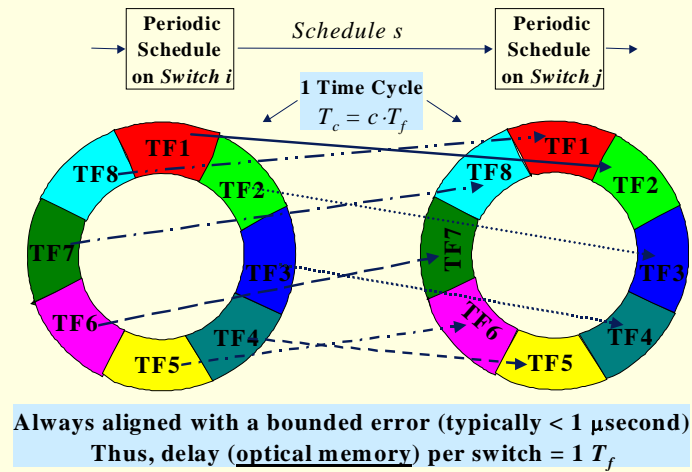 Periodic
Schedule
on Switch i
Schedule s
Periodic
Schedule
on Switch j
1 Time Cycle
T_c = c·T_f
TF1
TF2
TF3
TF4
TF5
TF6
TF7
TF8
TF1
TF2
TF3
TF4
TF5
TF6
TF7
TF8
Always aligned with a bounded error (typically < 1 μsecond)
Thus, delay (optical memory) per switch = 1 T_f